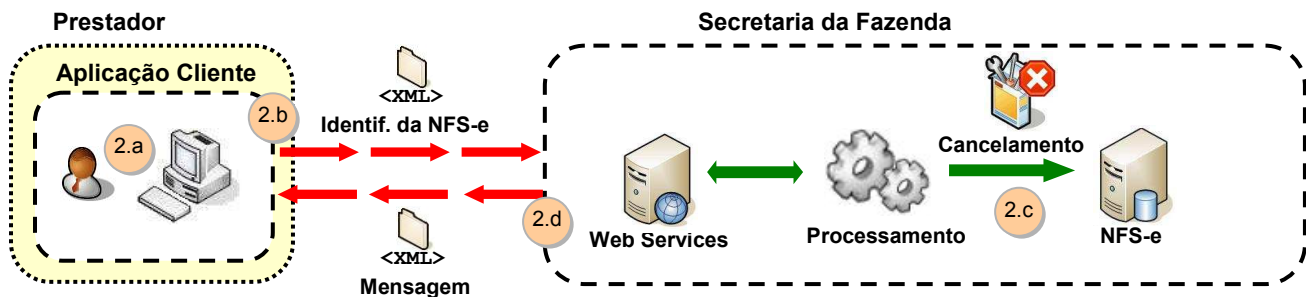 Prestador
Secretaria da Fazenda
Aplicação Cliente
2.a
2.b
<XML>
Identif. da NFS-e
<XML>
Mensagem
2.d
Web Services
Processamento
Cancelamento
2.c
NFS-e